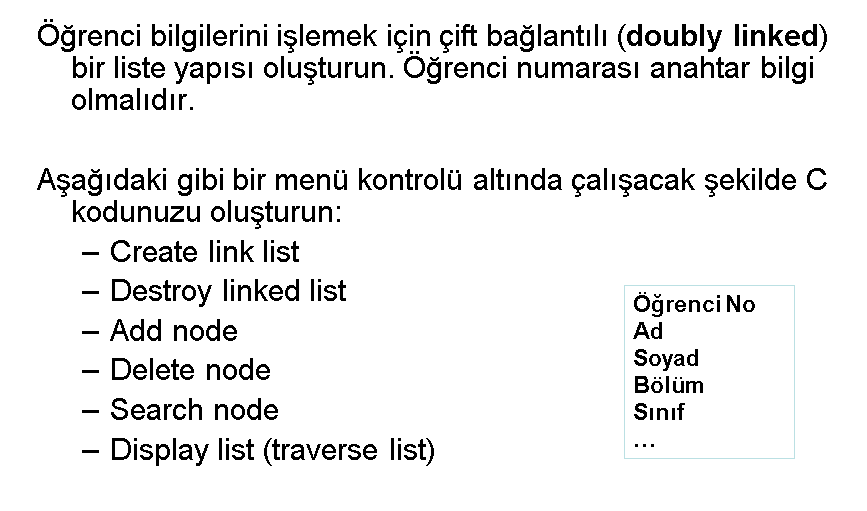 Öğrenci bilgilerini işlemek için çift bağlantılı (doubly linked)
bir liste yapısı oluşturun. Öğrenci numarası anahtar bilgi
olmalıdır.
Aşağıdaki gibi bir menü kontrolü altında çalışacak şekilde C
kodunuzu oluşturun:
– Create link list
– Destroy linked list
– Add node
– Delete node
– Search node
– Display list (traverse list)
Öğrenci No
Ad
Soyad
Bölüm
Sınıf
…